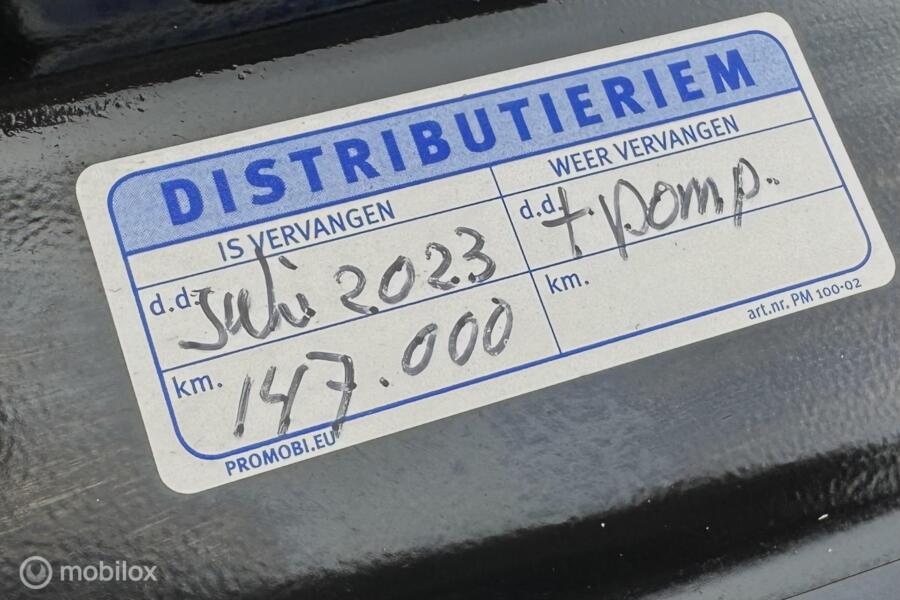 DISTRIBUTIERIEM
IS VERVANGEN
WEER VERVANGEN
d.d. Juli 2023
d.d. + pomp.
km. 147.000
km.
PROMOBI.EU
art.nr. PM 100-02
mobilox